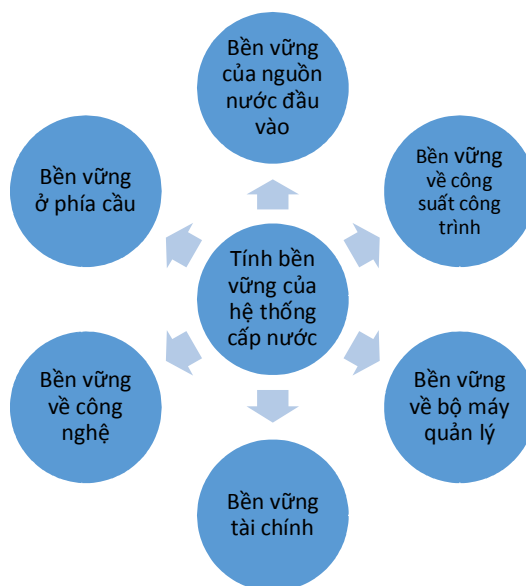 Bền vững
của nguồn
nước đầu
vào
Bền vững
về công
suất công
trình
Bền vững
về bộ máy
quản lý
Bền vững
tài chính
Bền vững
về công
nghệ
Bền vững
ở phía cầu
Tính bền
vững của
hệ thống
cấp nước